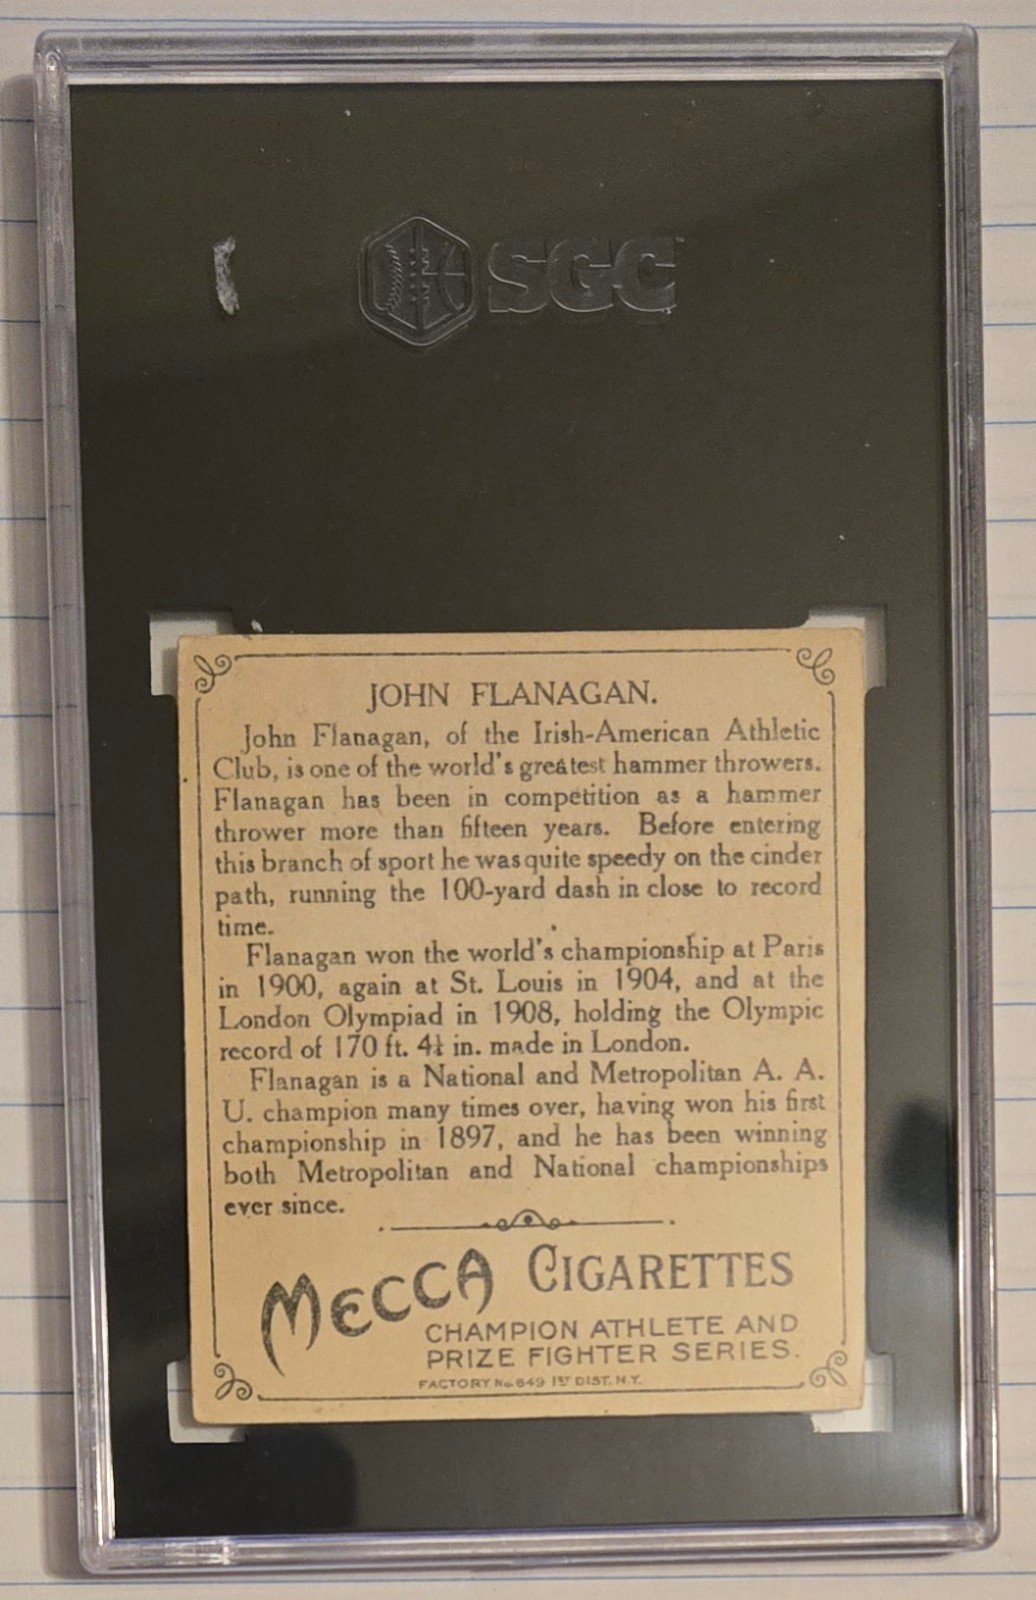 SGC
JOHN FLANAGAN.
John Flanagan, of the Irish-American Athletic
Club, is one of the world's greatest hammer throwers.
Flanagan has been in competition as a hammer
thrower more than fifteen years. Before entering
this branch of sport he was quite speedy on the cinder
path, running the 100-yard dash in close to record
time.
Flanagan won the world's championship at Paris
in 1900, again at St. Louis in 1904, and at the
London Olympiad in 1908, holding the Olympic
record of 170 ft. 4¼ in. made in London.
Flanagan is a National and Metropolitan A. A.
U. champion many times over, having won his first
championship in 1897, and he has been winning
both Metropolitan and National championships
ever since.
MECCA CIGARETTES
CHAMPION ATHLETE AND
PRIZE FIGHTER SERIES.
FACTORY No. 649 1ST DIST. N.Y.